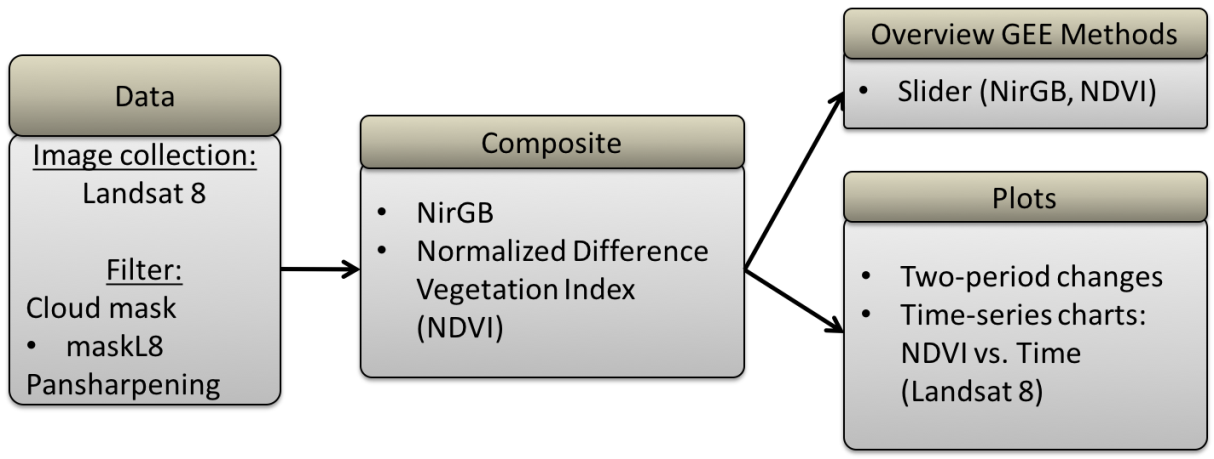 Data
Image collection:
Landsat 8
Filter:
Cloud mask
• maskL8
Pansharpening
Composite
• NirGB
• Normalized Difference
Vegetation Index
(NDVI)
Overview GEE Methods
• Slider (NirGB, NDVI)
Plots
• Two-period changes
• Time-series charts:
NDVI vs. Time
(Landsat 8)